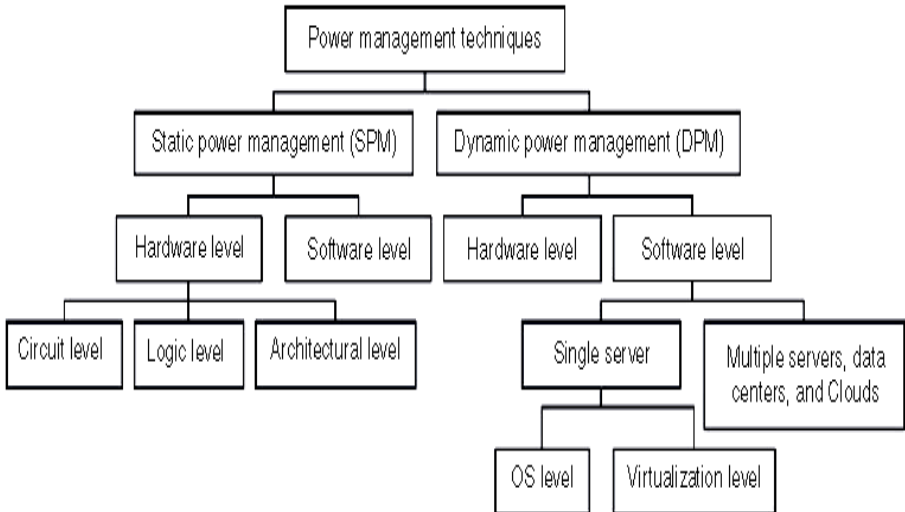 Power management techniques
Static power management (SPM)
Dynamic power management (DPM)
Hardware level
Software level
Hardware level
Software level
Circuit level
Logic level
Architectural level
Single server
Multiple servers, data
centers, and Clouds
OS level
Virtualization level